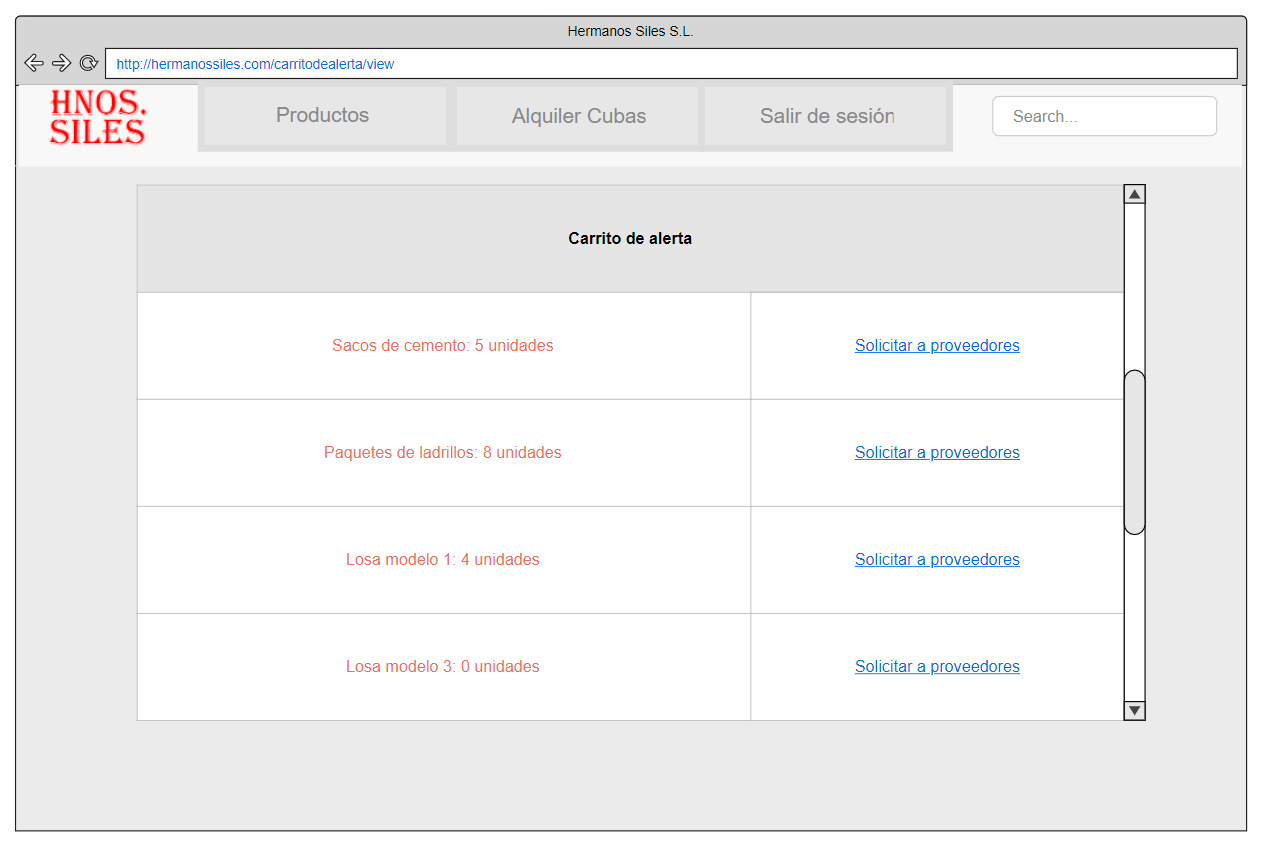 Hermanos Siles S.L.
http://hermanossiles.com/carritodealerta/view
HNOS.
SILES
Productos
Alquiler Cubas
Salir de sesión
Search...
Carrito de alerta
Sacos de cemento: 5 unidades
Solicitar a proveedores
Paquetes de ladrillos: 8 unidades
Solicitar a proveedores
Losa modelo 1: 4 unidades
Solicitar a proveedores
Losa modelo 3: 0 unidades
Solicitar a proveedores